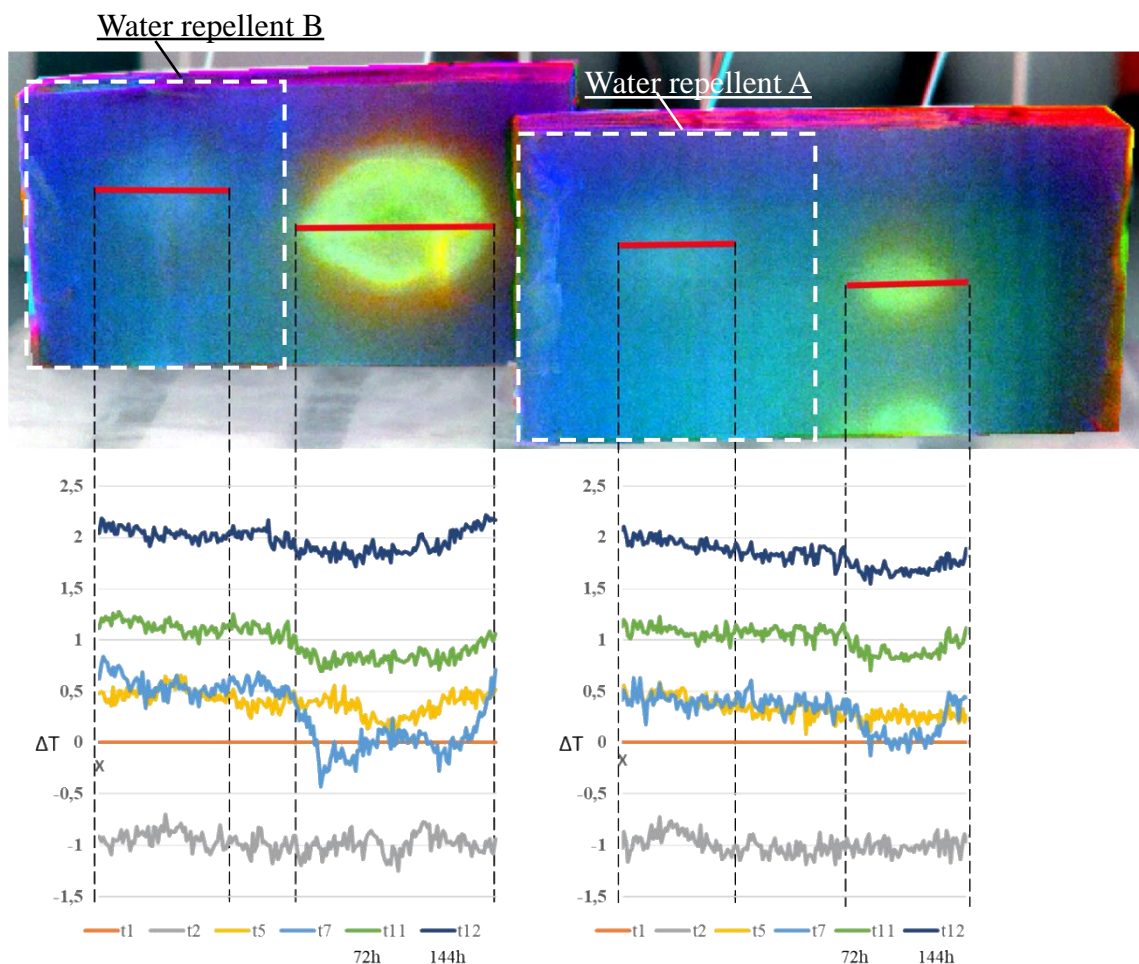 Water repellent B
Water repellent A
2,5
2
1,5
1
0,5
0
-0,5
-1
-1,5
ΔT
x
t1 t2 t5 t7 t11 t12
72h 144h
2,5
2
1,5
1
0,5
0
-0,5
-1
-1,5
ΔT
x
t1 t2 t5 t7 t11 t12
72h 144h